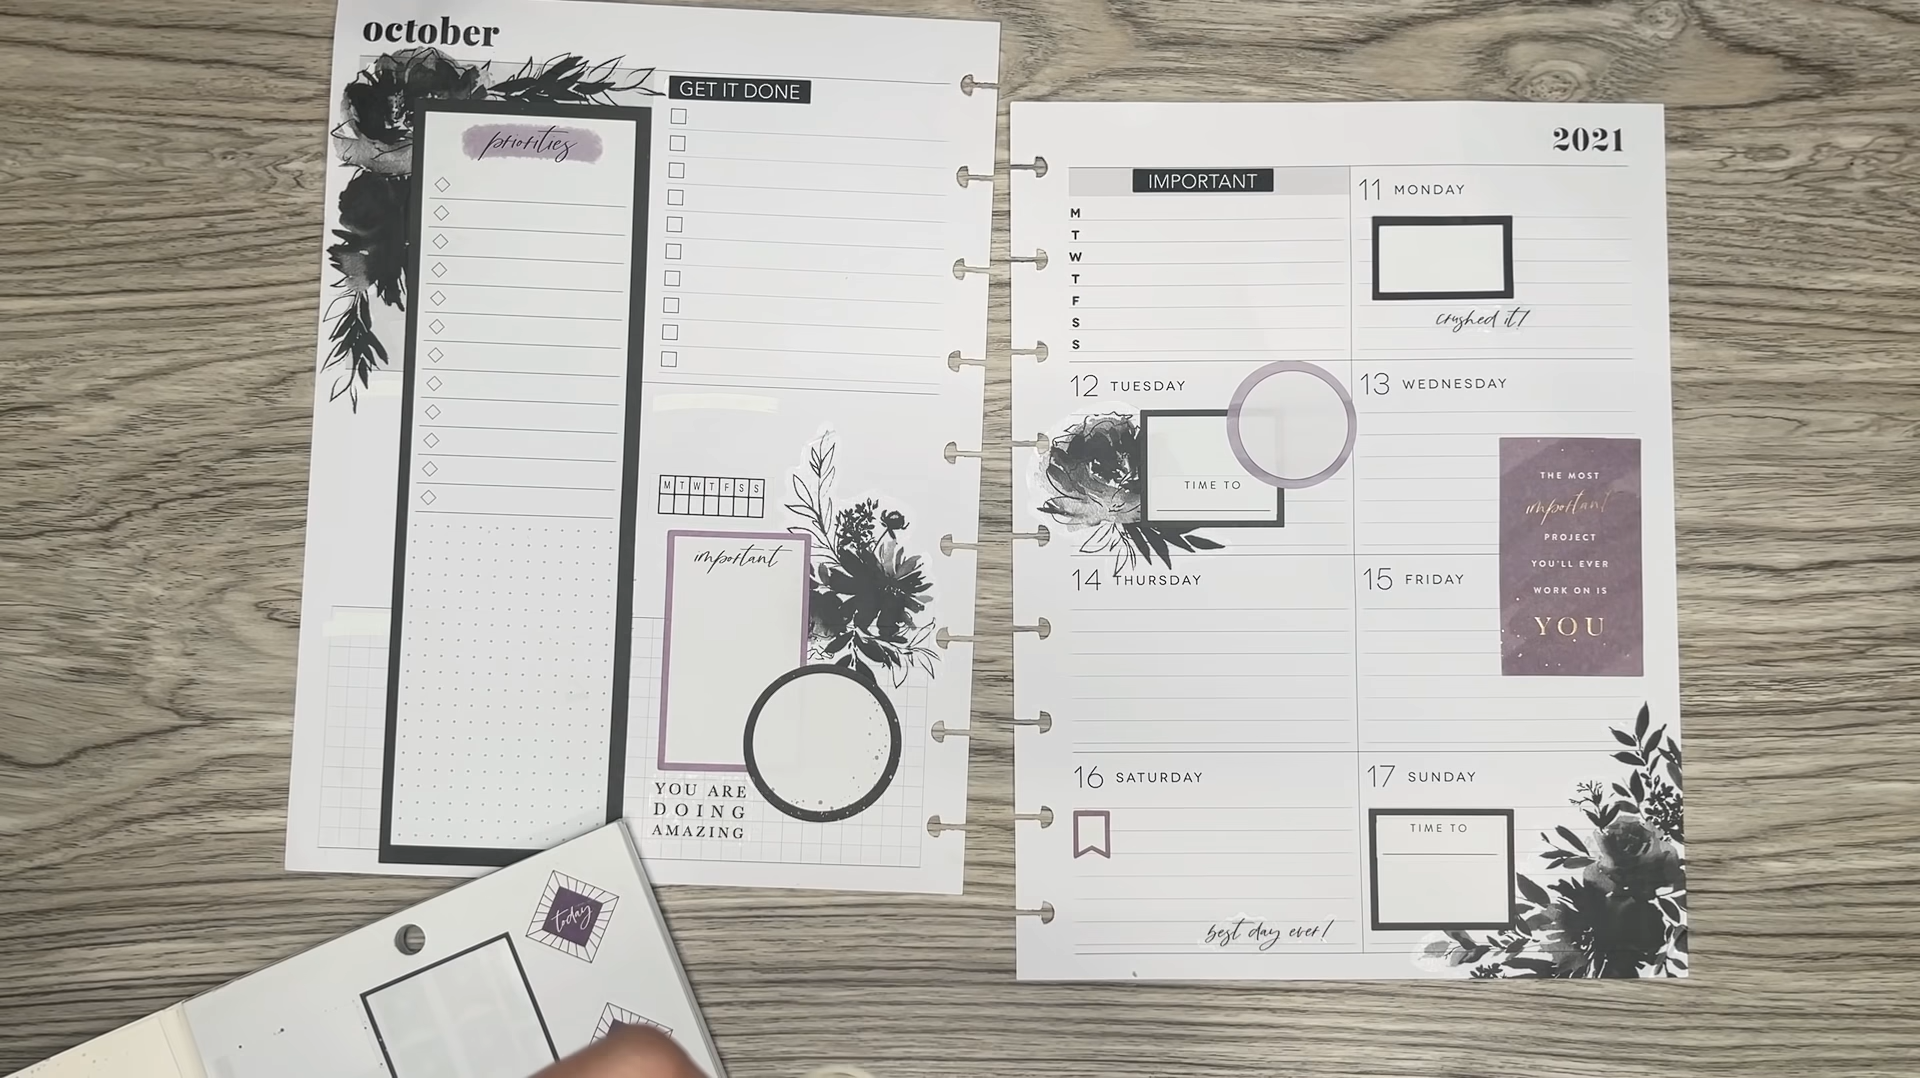 october
GET IT DONE
priorities
M T W T F S S
important
YOU ARE
DOING
AMAZING
today
2021
IMPORTANT
M
T
W
T
F
S
S
11 MONDAY
crushed it!
12 TUESDAY
TIME TO
13 WEDNESDAY
THE MOST
important
PROJECT
YOU'LL EVER
WORK ON IS
YOU
14 THURSDAY
15 FRIDAY
16 SATURDAY
best day ever!
17 SUNDAY
TIME TO